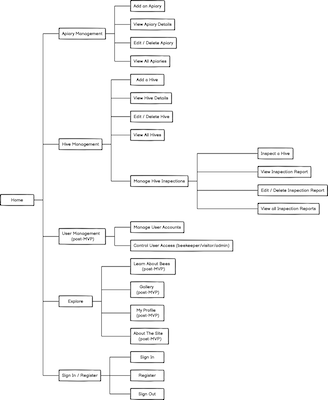 Add an Apiary
View Apiary Details
Apiary Management
Edit / Delete Apiary
View All Apiaries
Add a Hive
View Hive Details
Edit / Delete Hive
Hive Management
View All Hives
Inspect a Hive
View Inspection Report
Manage Hive Inspections
Edit / Delete Inspection Report
View all Inspection Reports
Home
Manage User Accounts
User Management
(post-MVP)
Control User Access (beekeeper/visitor/admin)
Learn About Bees
(post-MVP)
Gallery
(post-MVP)
Explore
My Profile
(post-MVP)
About The Site
(post-MVP)
Sign In
Sign In / Register
Register
Sign Out